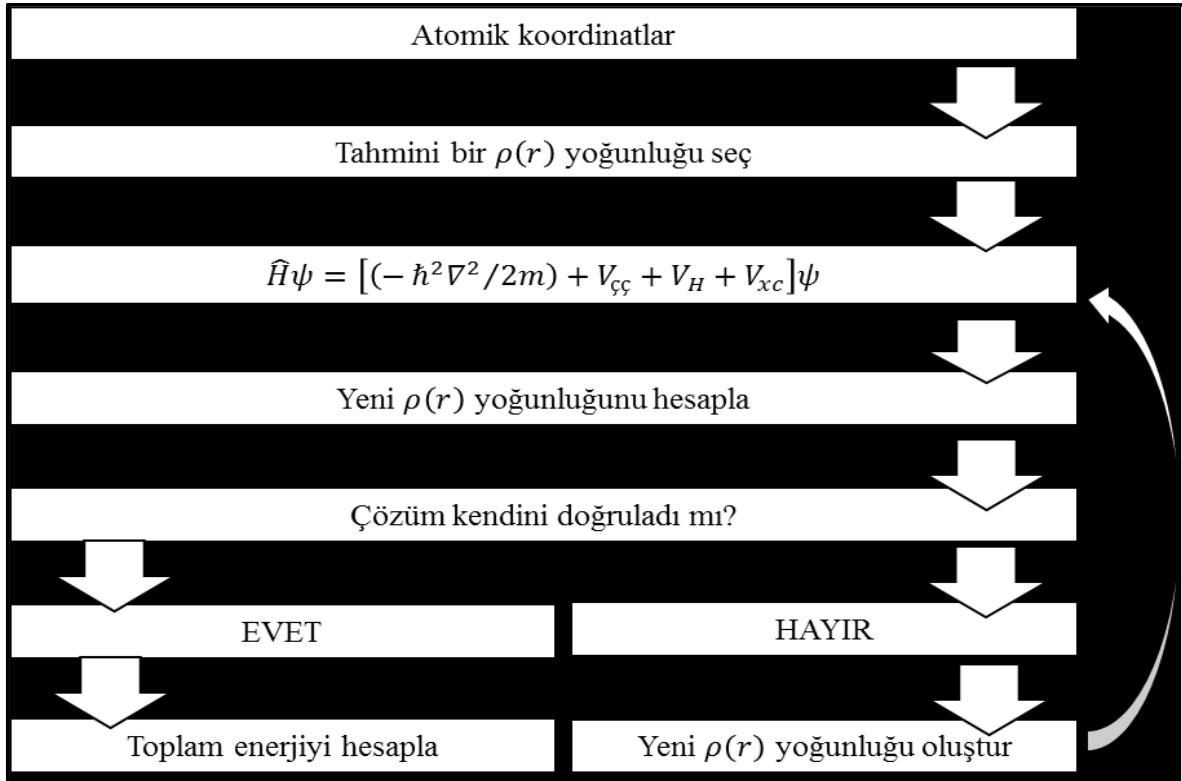 Atomik koordinatlar
Tahmini bir ρ(r) yoğunluğu seç
Ĥψ = [(− ℏ²∇²/2m) + V_çç + V_H + V_xc]ψ
Yeni ρ(r) yoğunluğunu hesapla
Çözüm kendini doğruladı mı?
EVET
HAYIR
Toplam enerjiyi hesapla
Yeni ρ(r) yoğunluğu oluştur